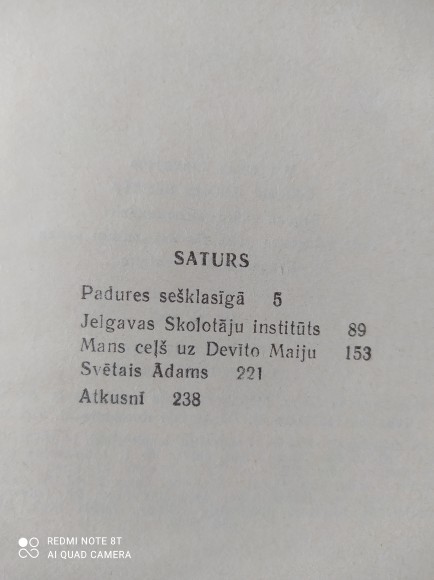 SATURS
Padures sešklasīgā 5
Jelgavas Skolotāju institūts 89
Mans ceļš uz Devīto Maiju 153
Svētais Ādams 221
Atkusnī 238
REDMI NOTE 8T
AI QUAD CAMERA